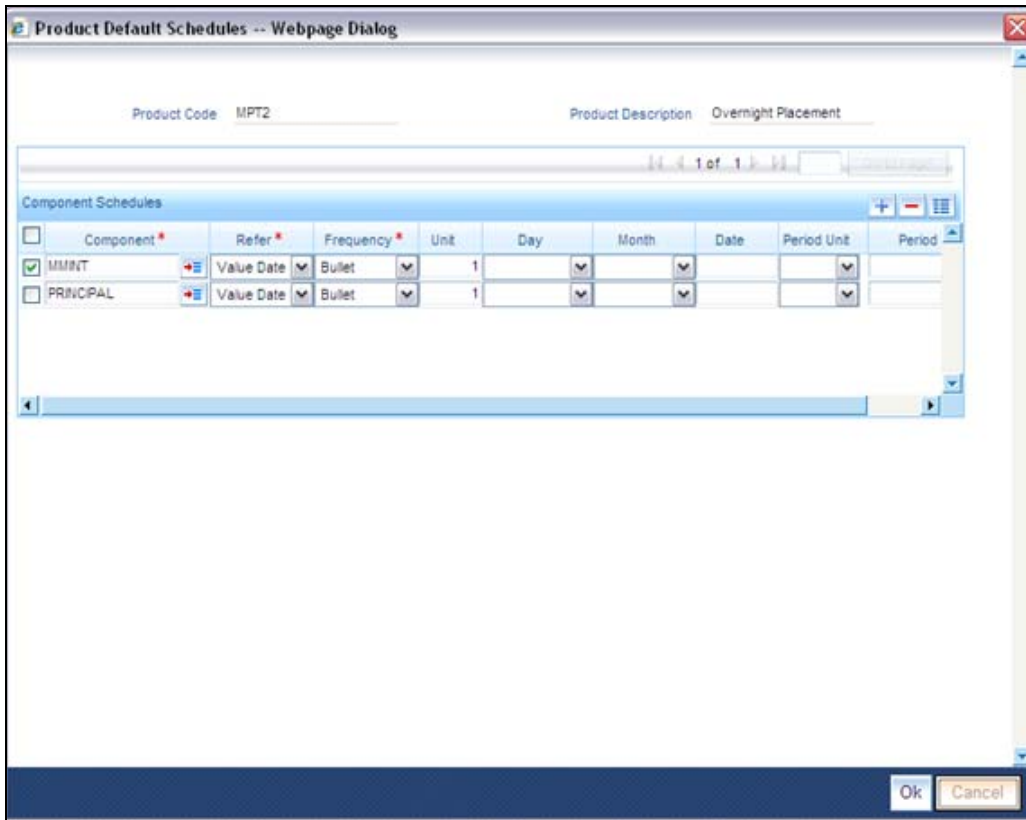 Product Default Schedules -- Webpage Dialog
Product Code MPT2 Product Description Overnight Placement
1 of 1
Component Schedules
Component * Refer * Frequency * Unit Day Month Date Period Unit Period
MMINT Value Date Bullet 1
PRINCIPAL Value Date Bullet 1
Ok Cancel